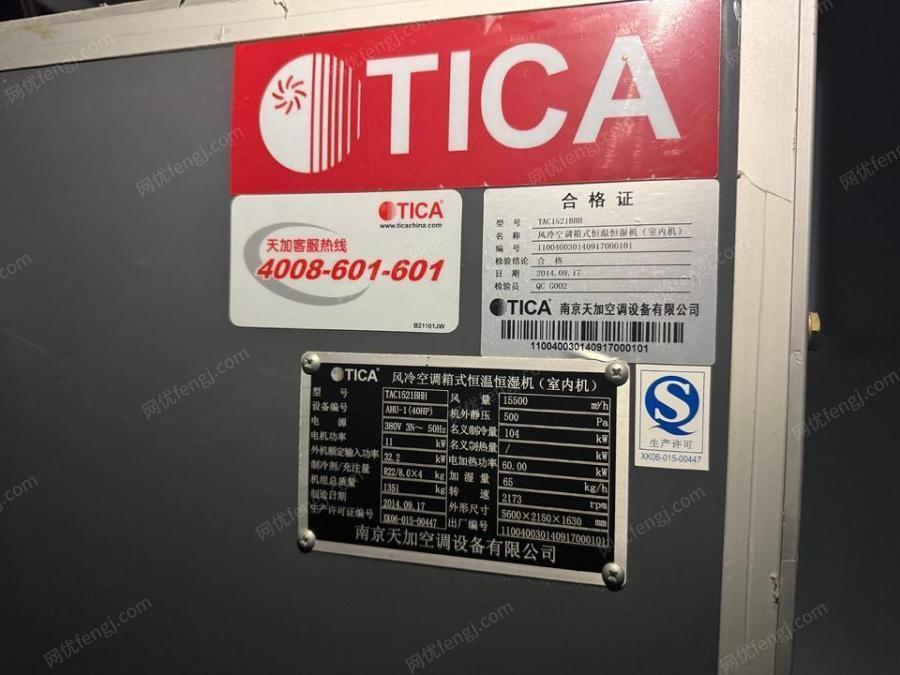 TICA
TICA®
www.ticachina.com
天加客服热线
4008-601-601
B21101JW
合格证
型号 TAC1521BHH
名称 风冷空调箱式恒温恒湿机（室内机）
编号 110040030140917000101
检验结论 合格
日期 2014.09.17
检验员 QC G002
TICA® 南京天加空调设备有限公司
110040030140917000101
TICA® 风冷空调箱式恒温恒湿机（室内机）
型号 TAC1521BHH 风量 15500 m³/h
设备编号 AHU-1(40HP) 机外静压 500 Pa
电源 380V 3N～ 50Hz 名义制冷量 104 kW
电机功率 11 kW 名义制热量 / kW
外机额定输入功率 32.2 kW 电加热功率 60.00 kW
制冷剂/充注量 R22/8.0×4 kg 加湿量 65 kg/h
机组总质量 1351 kg 转速 2173 rpm
制造日期 2014.09.17 外形尺寸 5600×2150×1630 mm
生产许可证编号 XK06-015-00447 出厂编号 110040030140917000101
南京天加空调设备有限公司
生产许可
XK06-015-00447
网优fengj.com